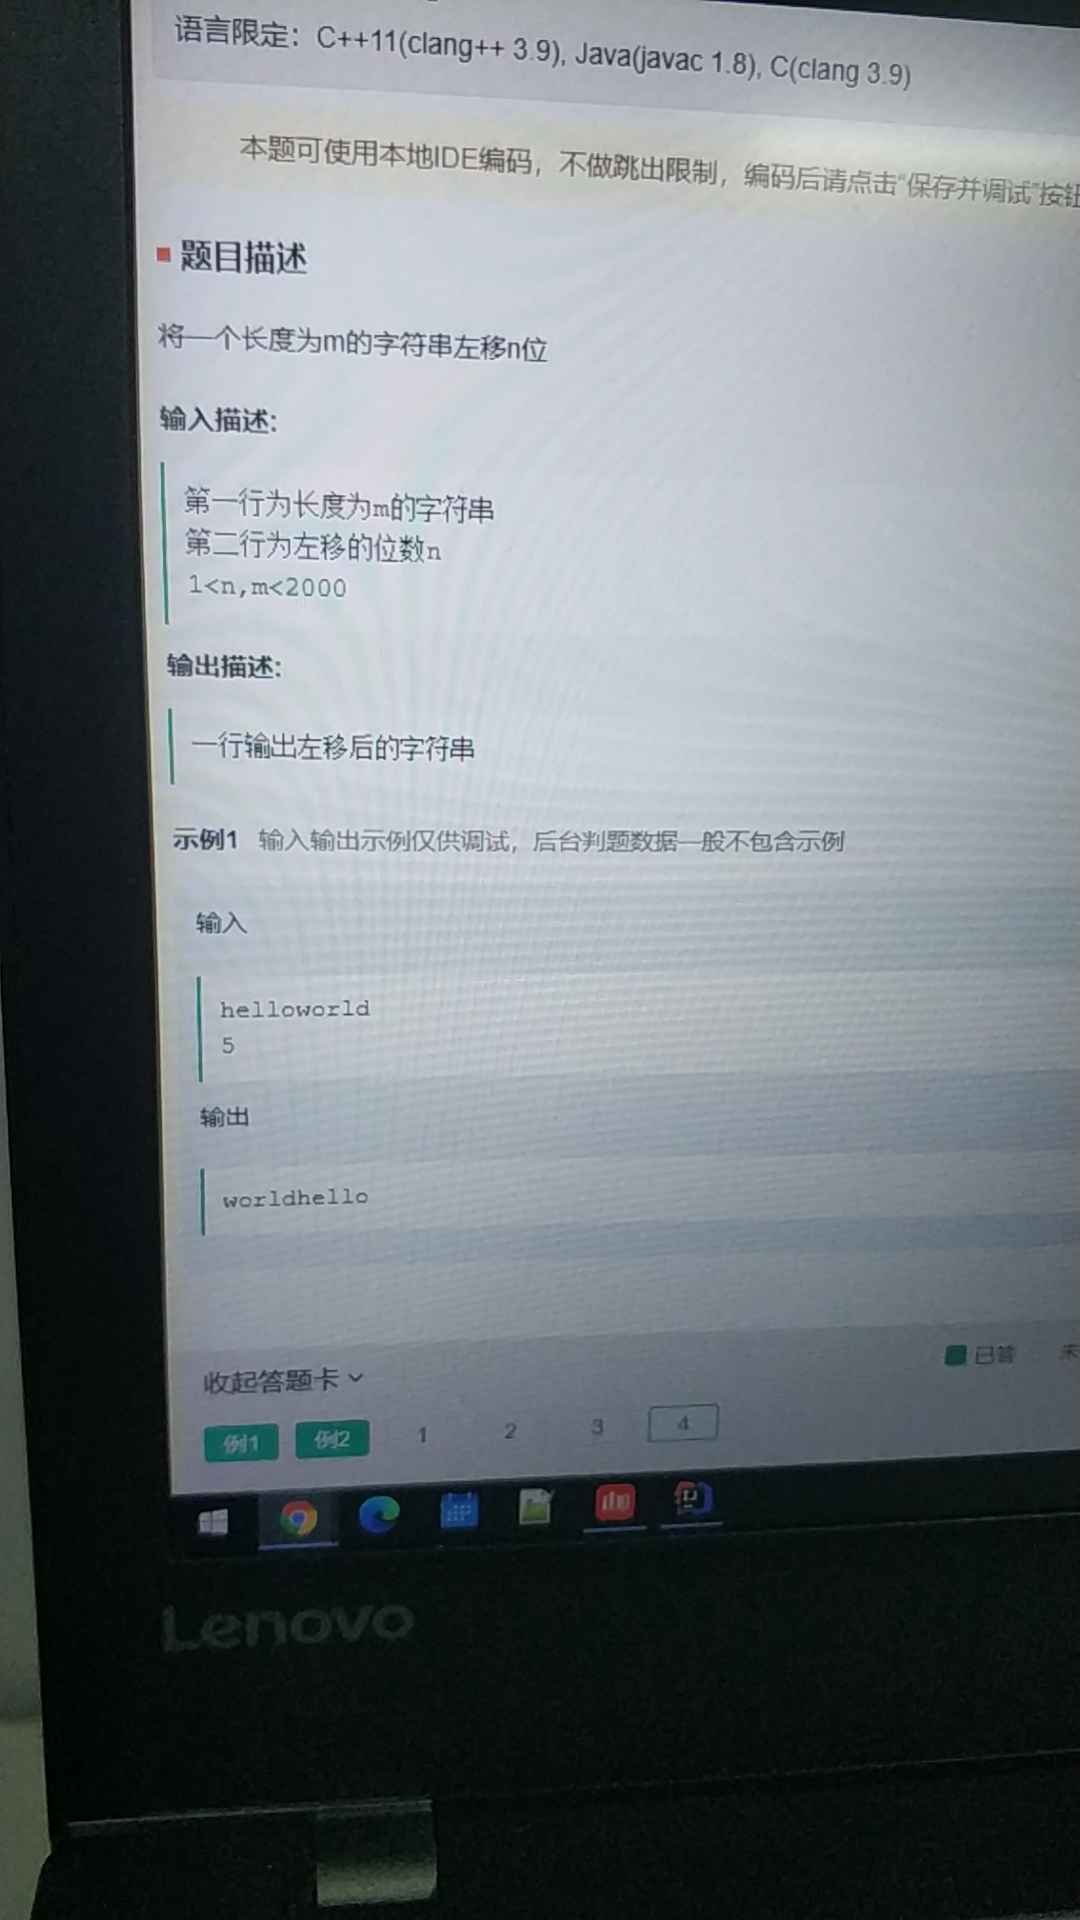 语言限定：C++11(clang++ 3.9), Java(javac 1.8), C(clang 3.9)
本题可使用本地IDE编码，不做跳出限制，编码后请点击“保存并调试”按钮
题目描述
将一个长度为m的字符串左移n位
输入描述:
第一行为长度为m的字符串
第二行为左移的位数n
1<n,m<2000
输出描述:
一行输出左移后的字符串
示例1 输入输出示例仅供调试，后台判题数据一般不包含示例
输入
helloworld
5
输出
worldhello
已答 未
收起答题卡
例1 例2 1 2 3 4
Lenovo